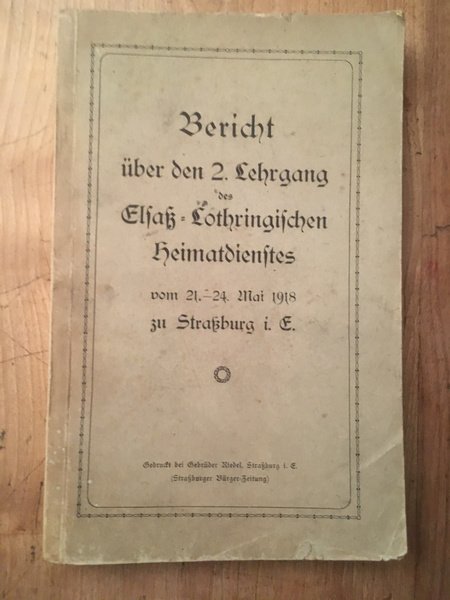 Bericht
über den 2. Lehrgang
des
Elsaß-Lothringischen
Heimatdienstes
vom 21.–24. Mai 1918
zu Straßburg i. E.
Gedruckt bei Gebrüder Riedel, Straßburg i. E.
(Straßburger Bürger-Zeitung)